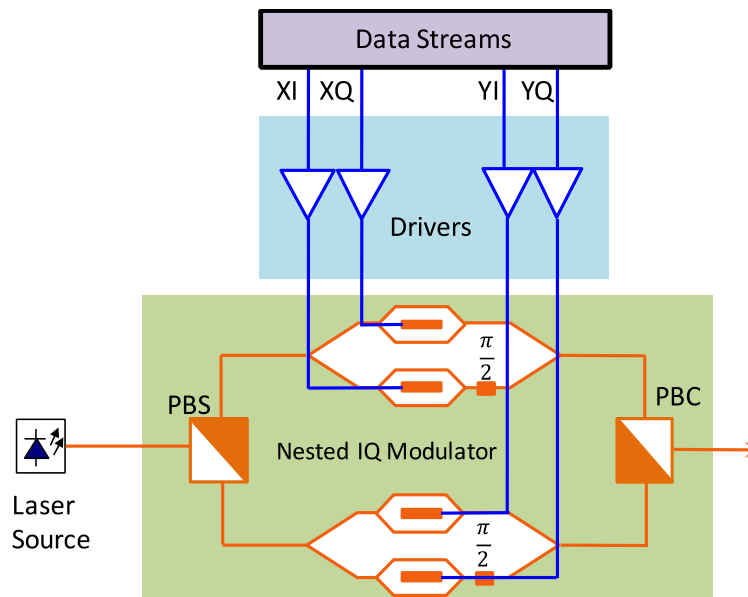 Data Streams
XI XQ YI YQ
Drivers
π
2
PBS
PBC
Nested IQ Modulator
Laser
Source
π
2